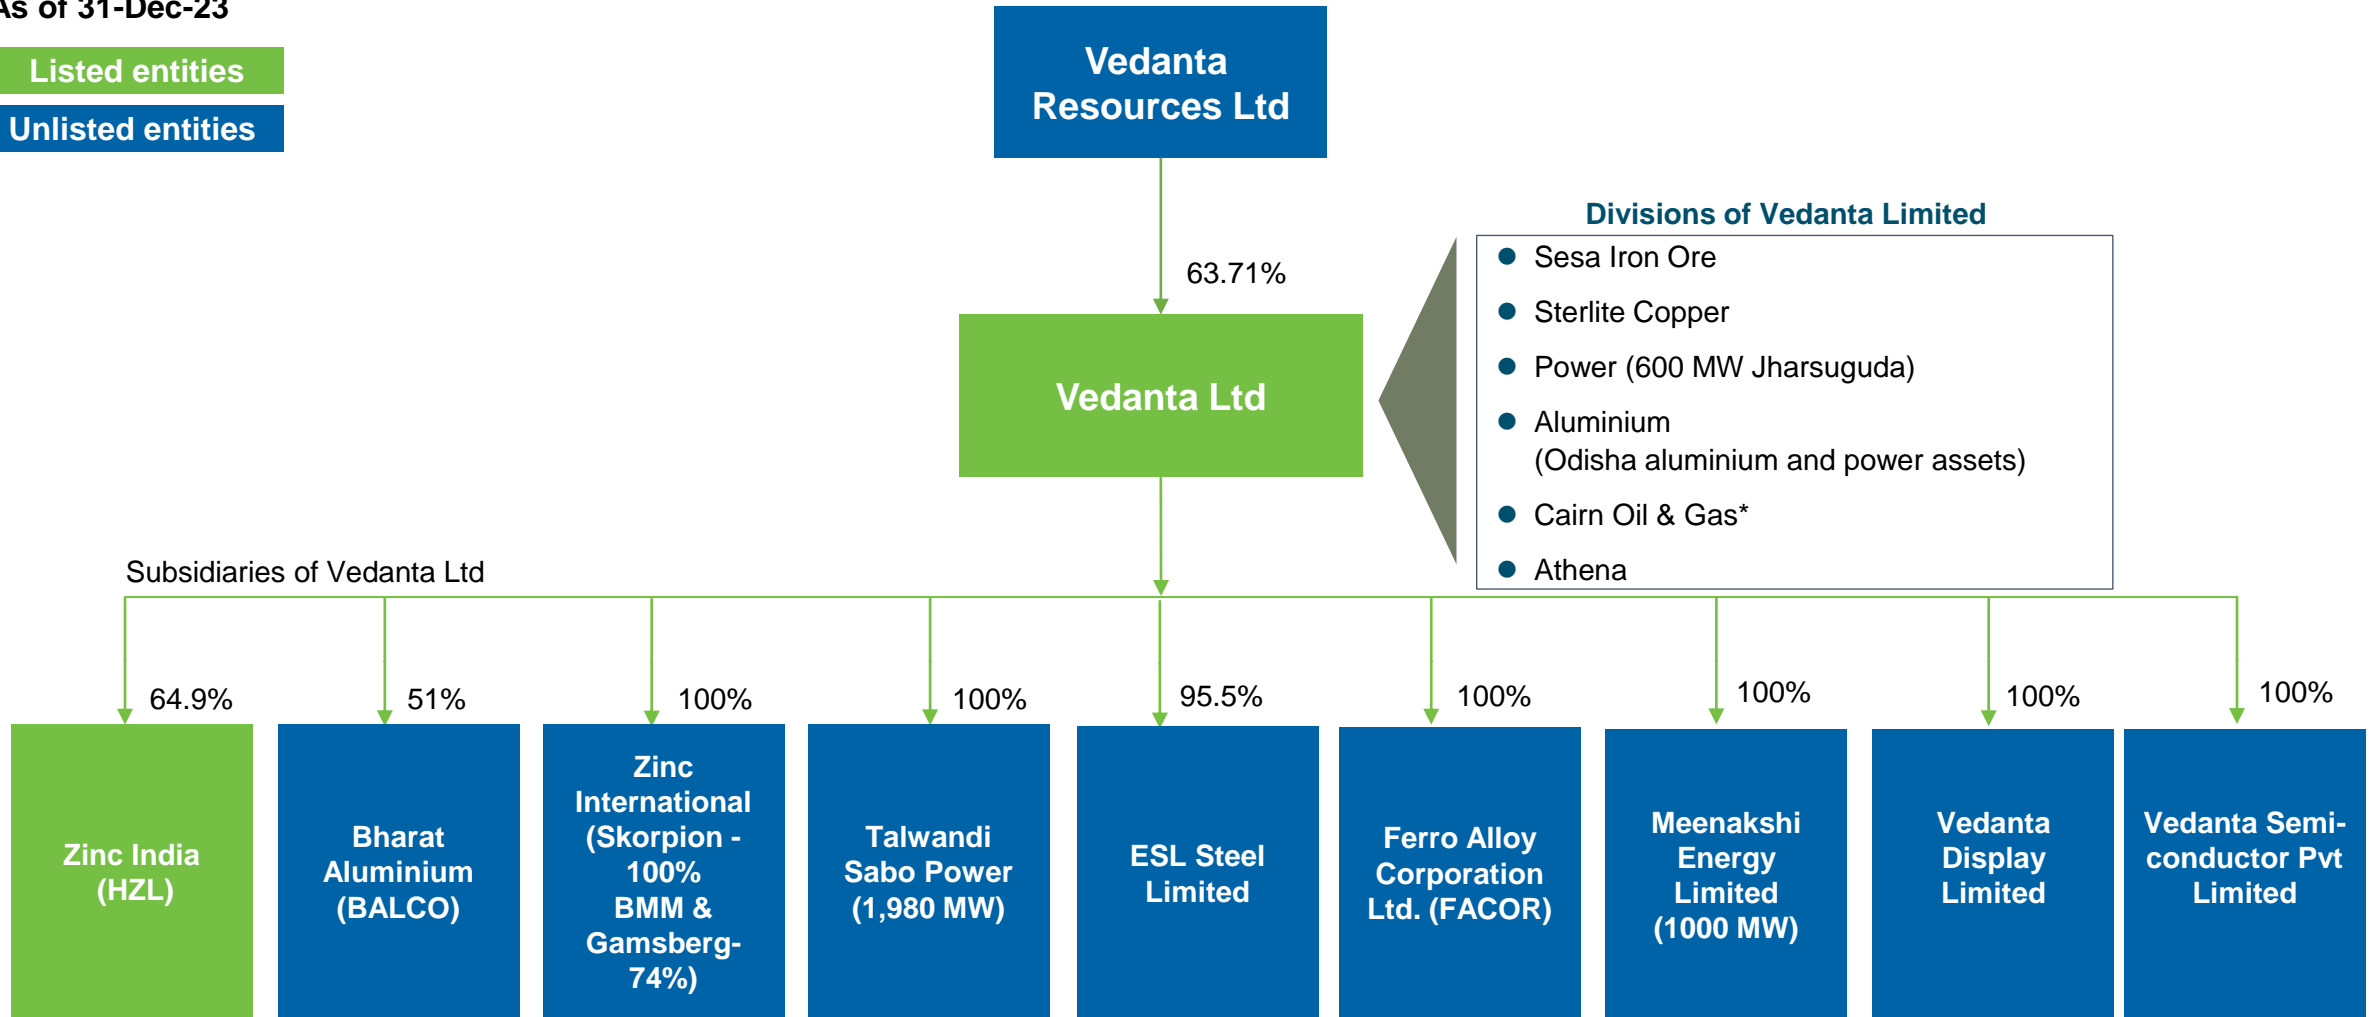 As of 31-Dec-23
Listed entities
Unlisted entities
Vedanta
Resources Ltd
63.71%
Vedanta Ltd
Divisions of Vedanta Limited
Sesa Iron Ore
Sterlite Copper
Power (600 MW Jharsuguda)
Aluminium
(Odisha aluminium and power assets)
Cairn Oil & Gas*
Athena
Subsidiaries of Vedanta Ltd
64.9%
51%
100%
100%
95.5%
100%
100%
100%
100%
Zinc India
(HZL)
Bharat
Aluminium
(BALCO)
Zinc
International
(Skorpion -
100%
BMM &
Gamsberg-
74%)
Talwandi
Sabo Power
(1,980 MW)
ESL Steel
Limited
Ferro Alloy
Corporation
Ltd. (FACOR)
Meenakshi
Energy
Limited
(1000 MW)
Vedanta
Display
Limited
Vedanta Semi-
conductor Pvt
Limited